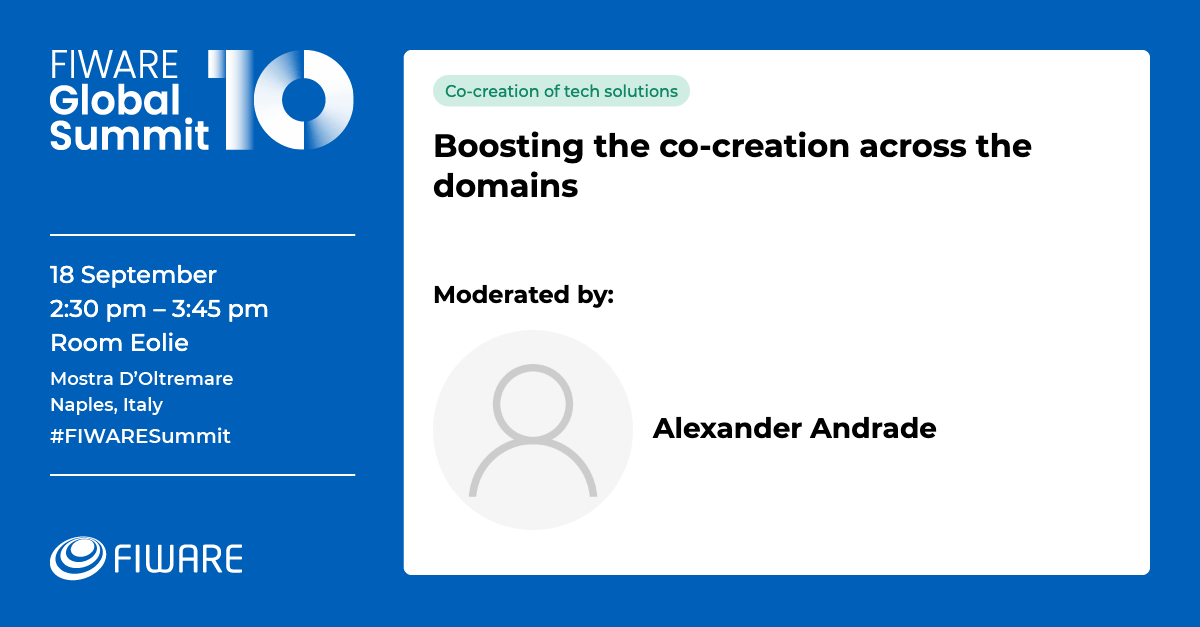 FIWARE
Global
Summit
10
18 September
2:30 pm – 3:45 pm
Room Eolie
Mostra D’Oltremare
Naples, Italy
#FIWARESummit
FIWARE
Co-creation of tech solutions
Boosting the co-creation across the
domains
Moderated by:
Alexander Andrade